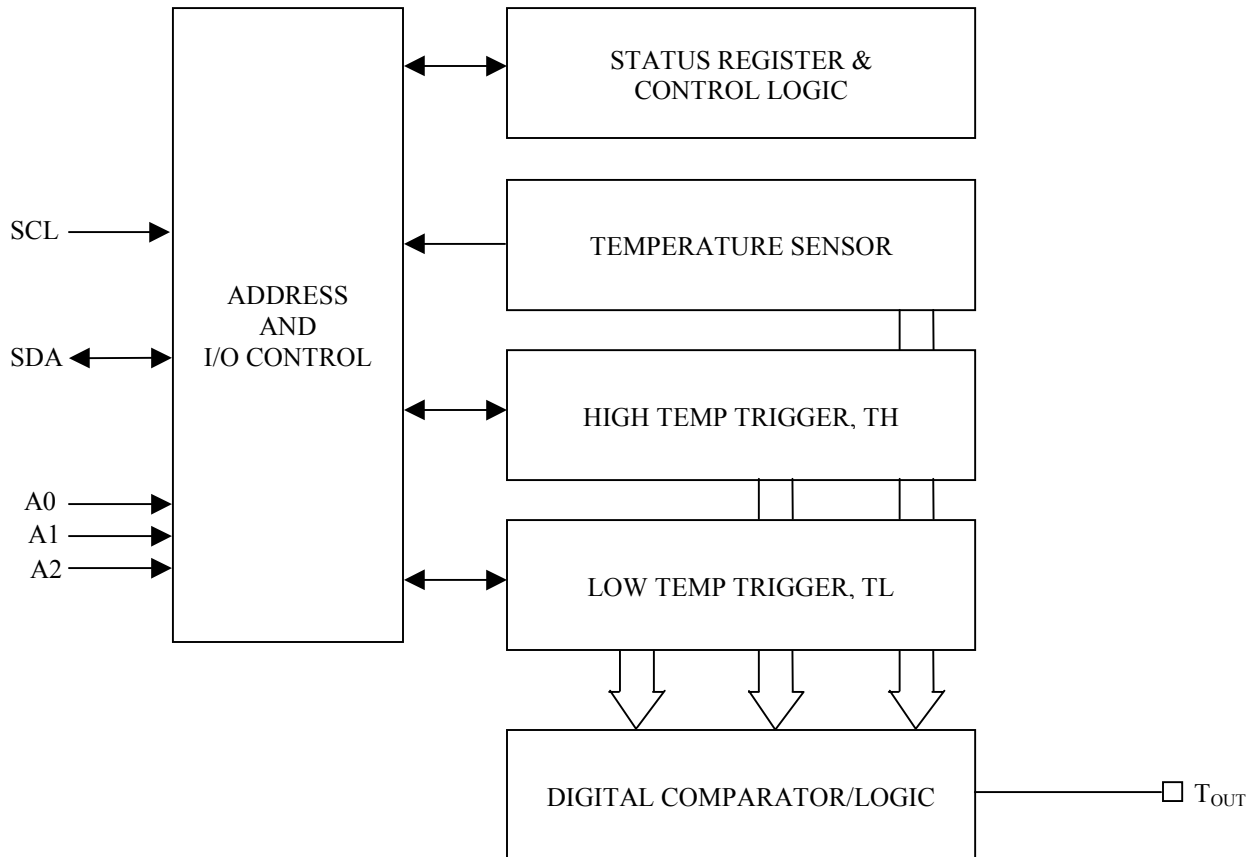 STATUS REGISTER &
CONTROL LOGIC
SCL
TEMPERATURE SENSOR
ADDRESS
AND
I/O CONTROL
SDA
HIGH TEMP TRIGGER, TH
A0
A1
A2
LOW TEMP TRIGGER, TL
DIGITAL COMPARATOR/LOGIC
TOUT